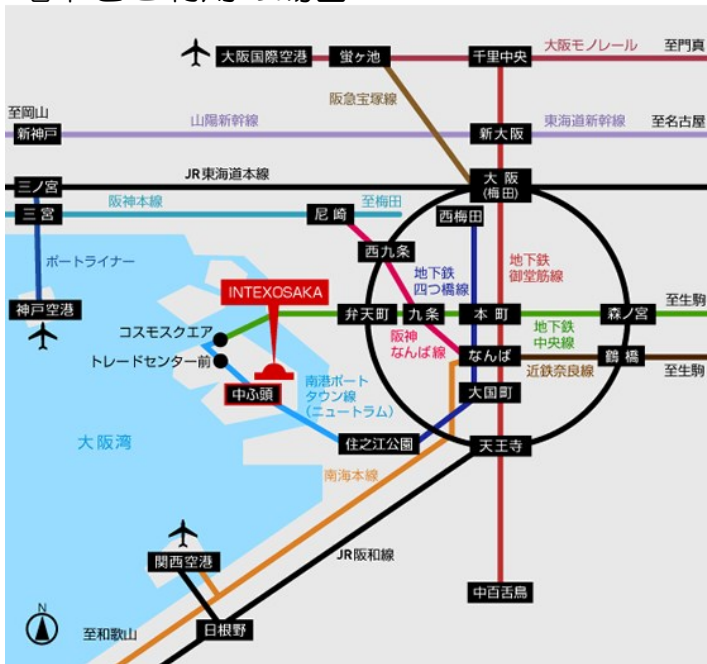 電車をご利用の場合
大阪国際空港
蛍ヶ池
千里中央
大阪モノレール
至門真
阪急宝塚線
至岡山
新神戸
山陽新幹線
新大阪
東海道新幹線
至名古屋
JR東海道本線
大阪
(梅田)
三ノ宮
阪神本線
至梅田
三宮
尼崎
西梅田
西九条
地下鉄
四つ橋線
地下鉄
御堂筋線
ポートライナー
INTEXOSAKA
神戸空港
弁天町
九条
本町
森ノ宮
至生駒
コスモスクエア
阪神
なんば線
地下鉄
中央線
トレードセンター前
なんば
鶴橋
近鉄奈良線
至生駒
中ふ頭
南港ポート
タウン線
(ニュートラム)
大国町
大阪湾
住之江公園
天王寺
南海本線
関西空港
JR阪和線
中百舌鳥
N
至和歌山
日根野